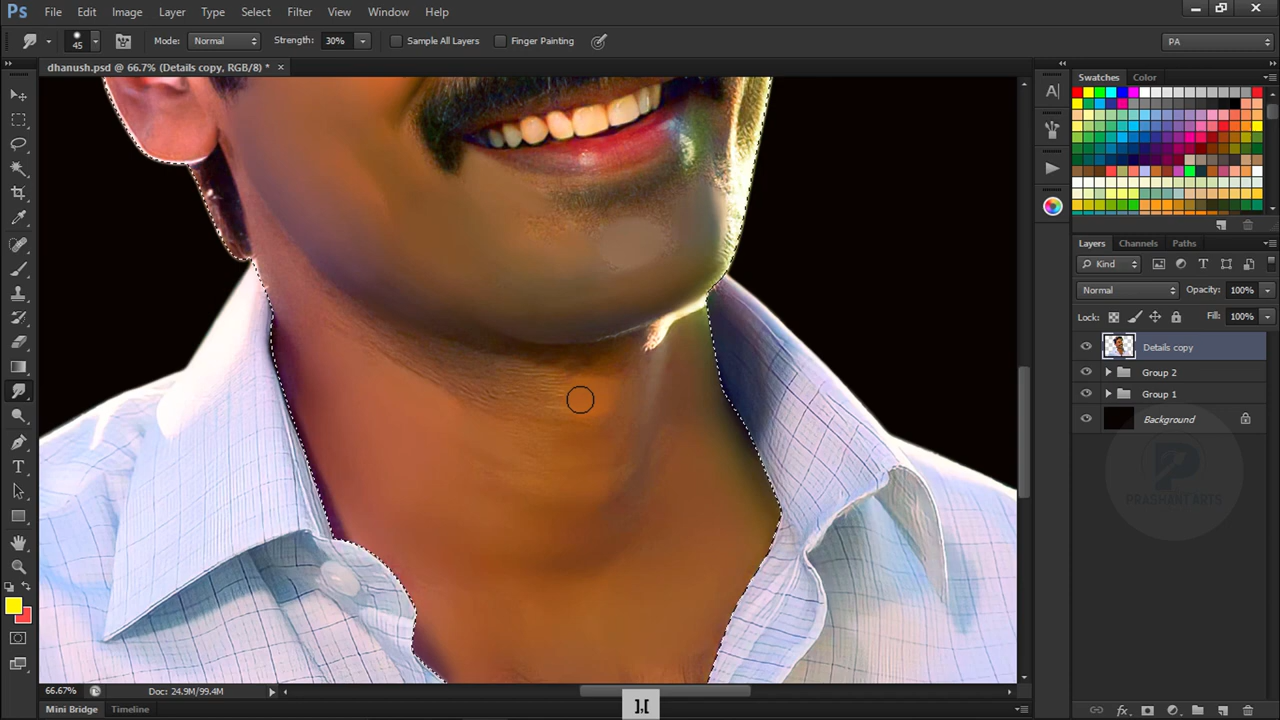 Ps File Edit Image Layer Type Select Filter View Window Help
45 Mode: Normal Strength: 30% Sample All Layers Finger Painting PA
dhanush.psd @ 66.7% (Details copy, RGB/8) * ×
Swatches Color
Layers Channels Paths
Kind
Normal Opacity: 100%
Lock: Fill: 100%
Details copy
Group 2
Group 1
Background
PRASHANT ARTS
66.67% Doc: 24.9M/99.4M
],[
Mini Bridge Timeline